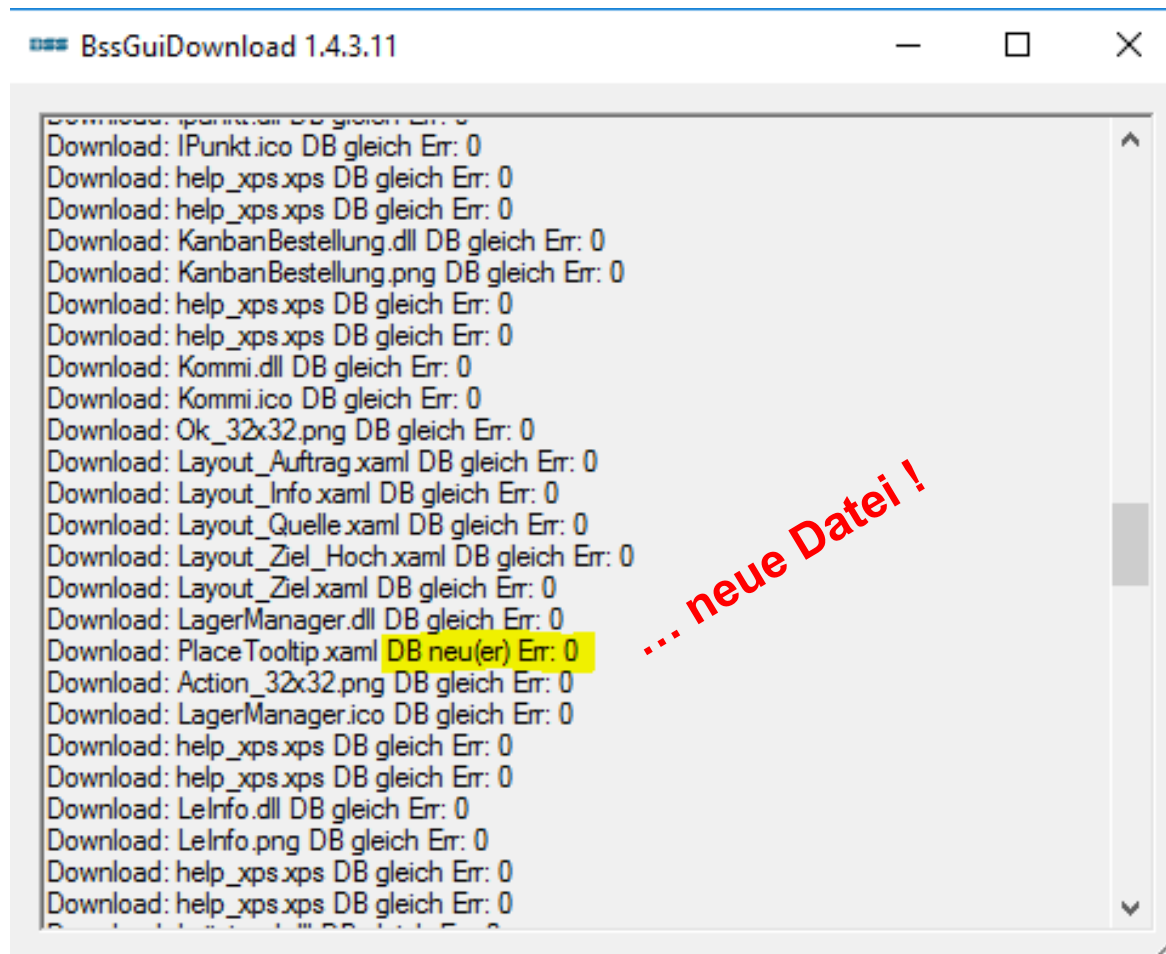 BSS BssGuiDownload 1.4.3.11
Download: IPunkt.ico DB gleich Err: 0
Download: help_xps.xps DB gleich Err: 0
Download: help_xps.xps DB gleich Err: 0
Download: KanbanBestellung.dll DB gleich Err: 0
Download: KanbanBestellung.png DB gleich Err: 0
Download: help_xps.xps DB gleich Err: 0
Download: help_xps.xps DB gleich Err: 0
Download: Kommi.dll DB gleich Err: 0
Download: Kommi.ico DB gleich Err: 0
Download: Ok_32x32.png DB gleich Err: 0
Download: Layout_Auftrag.xaml DB gleich Err: 0
Download: Layout_Info.xaml DB gleich Err: 0
Download: Layout_Quelle.xaml DB gleich Err: 0
Download: Layout_Ziel_Hoch.xaml DB gleich Err: 0
Download: Layout_Ziel.xaml DB gleich Err: 0
Download: LagerManager.dll DB gleich Err: 0
Download: PlaceTooltip.xaml DB neu(er) Err: 0
... neue Datei !
Download: Action_32x32.png DB gleich Err: 0
Download: LagerManager.ico DB gleich Err: 0
Download: help_xps.xps DB gleich Err: 0
Download: help_xps.xps DB gleich Err: 0
Download: LeInfo.dll DB gleich Err: 0
Download: LeInfo.png DB gleich Err: 0
Download: help_xps.xps DB gleich Err: 0
Download: help_xps.xps DB gleich Err: 0